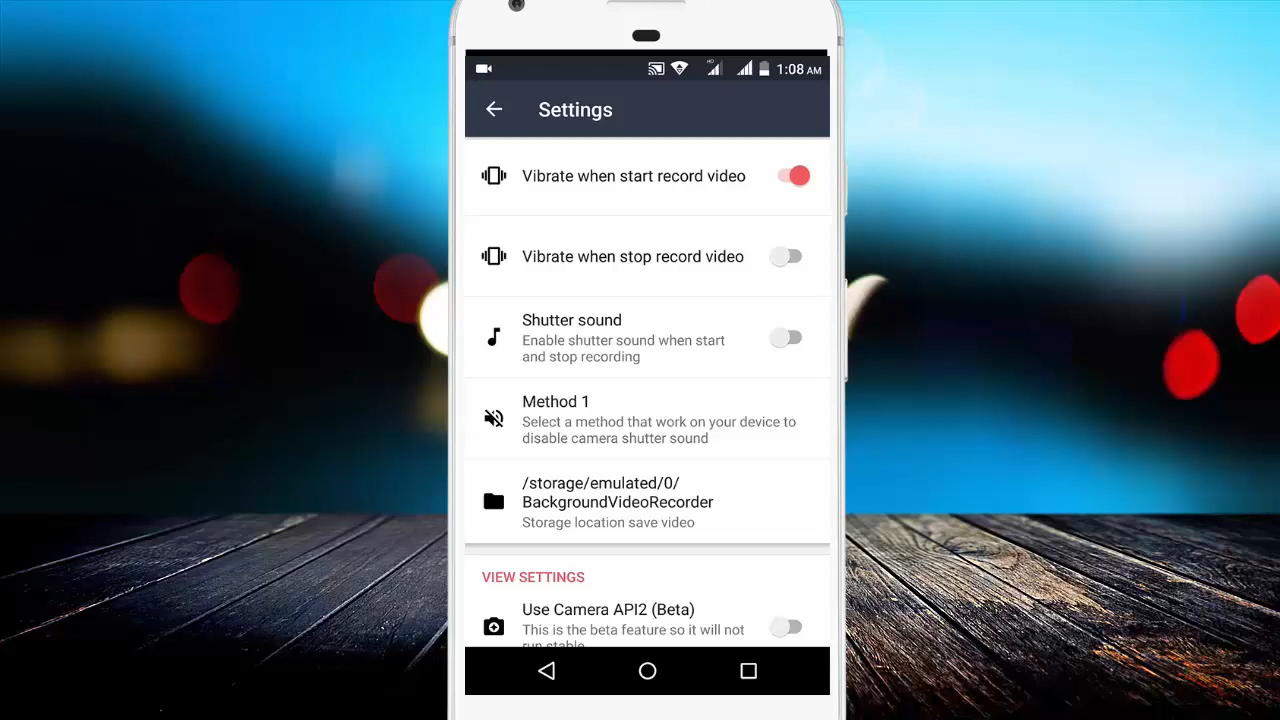 HD
1:08 AM
Settings
Vibrate when start record video
Vibrate when stop record video
Shutter sound
Enable shutter sound when start
and stop recording
Method 1
Select a method that work on your device to
disable camera shutter sound
/storage/emulated/0/
BackgroundVideoRecorder
Storage location save video
VIEW SETTINGS
Use Camera API2 (Beta)
This is the beta feature so it will not
run stable